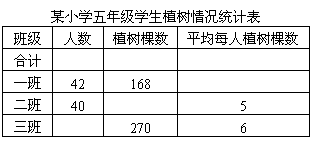 某小学五年级学生植树情况统计表
班级 人数 植树棵数 平均每人植树棵数
合计
一班 42 168
二班 40 5
三班 270 6